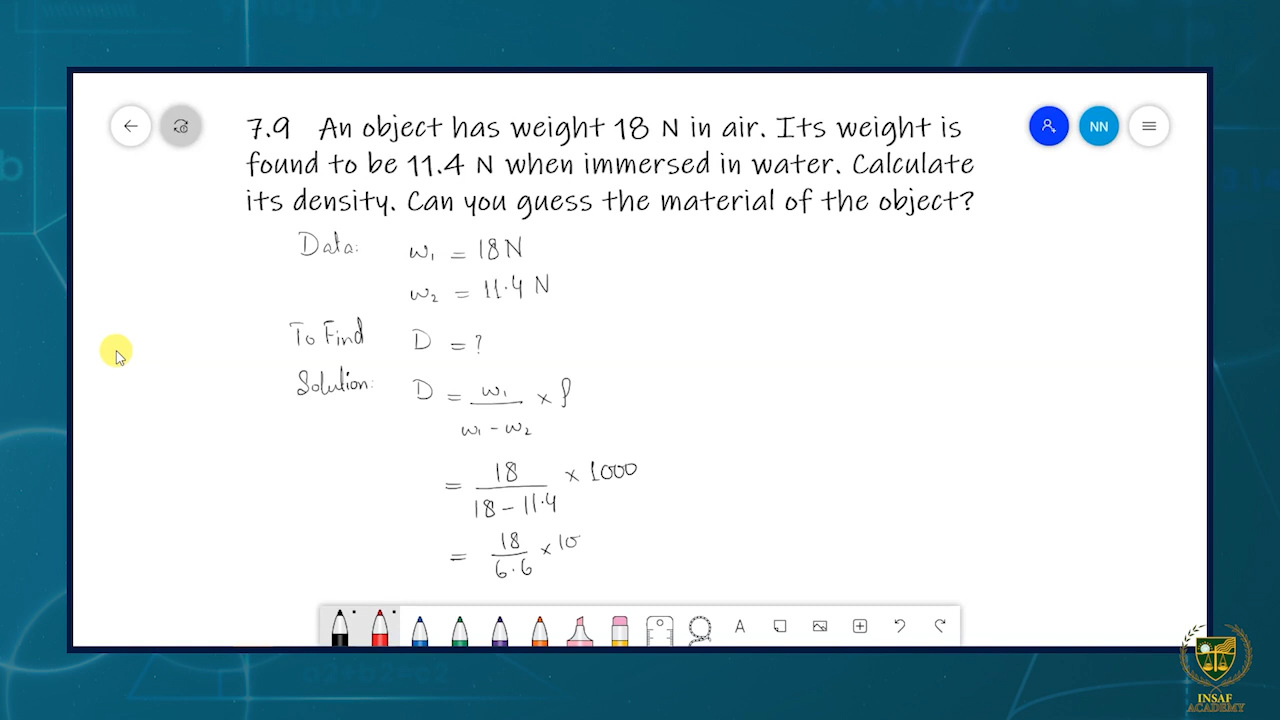 7.9 An object has weight 18 N in air. Its weight is
found to be 11.4 N when immersed in water. Calculate
its density. Can you guess the material of the object?
NN
Data: w₁ = 18 N
w₂ = 11.4 N
To Find D = ?
Solution: D = w₁ / w₁ - w₂ × ρ
= 18 / 18 - 11.4 × 1000
= 18 / 6.6 × 10
A
INSAF
ACADEMY